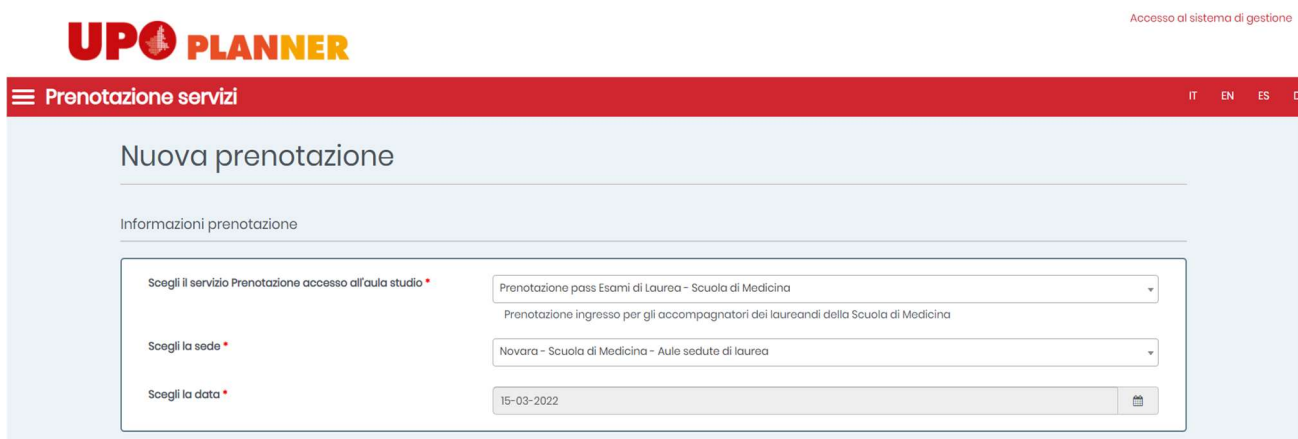 Accesso al sistema di gestione
UPO PLANNER
Prenotazione servizi
IT EN ES
Nuova prenotazione
Informazioni prenotazione
Scegli il servizio Prenotazione accesso all'aula studio *
Prenotazione pass Esami di Laurea - Scuola di Medicina
Prenotazione ingresso per gli accompagnatori dei laureandi della Scuola di Medicina
Scegli la sede *
Novara - Scuola di Medicina - Aule sedute di laurea
Scegli la data *
15-03-2022